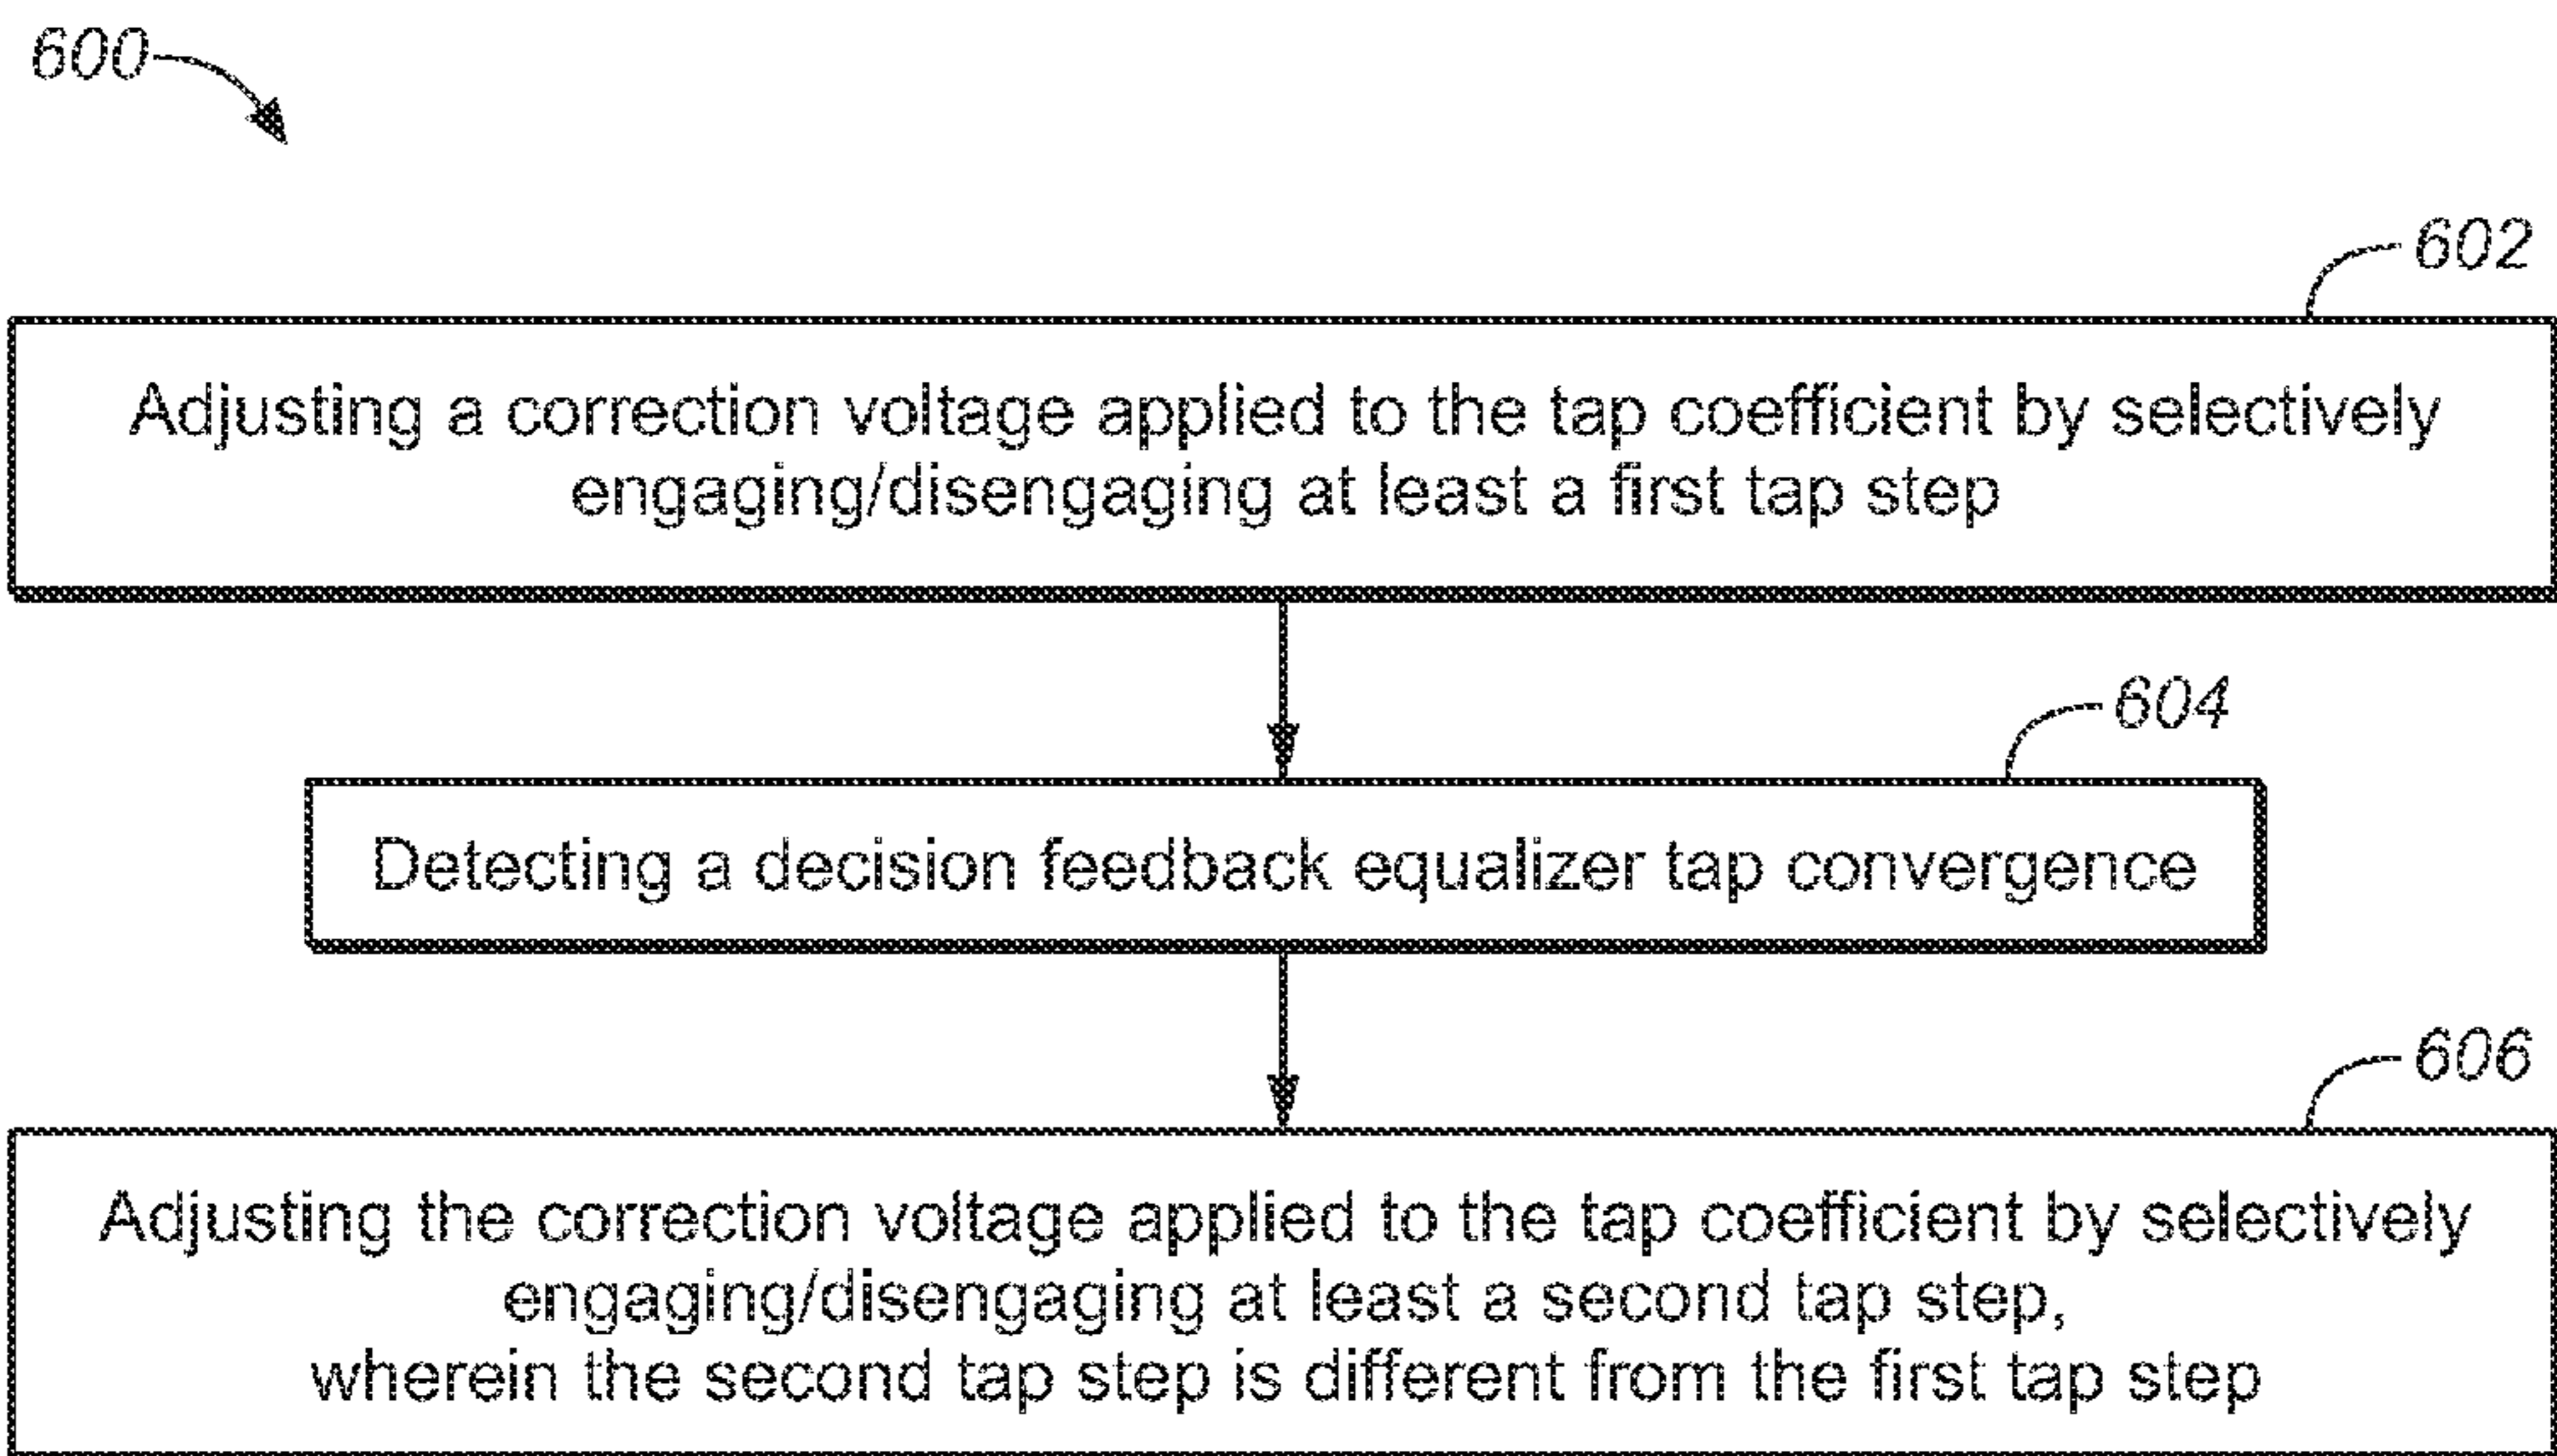 600
602
Adjusting a correction voltage applied to the tap coefficient by selectively
engaging/disengaging at least a first tap step
604
Detecting a decision feedback equalizer tap convergence
606
Adjusting the correction voltage applied to the tap coefficient by selectively
engaging/disengaging at least a second tap step,
wherein the second tap step is different from the first tap step